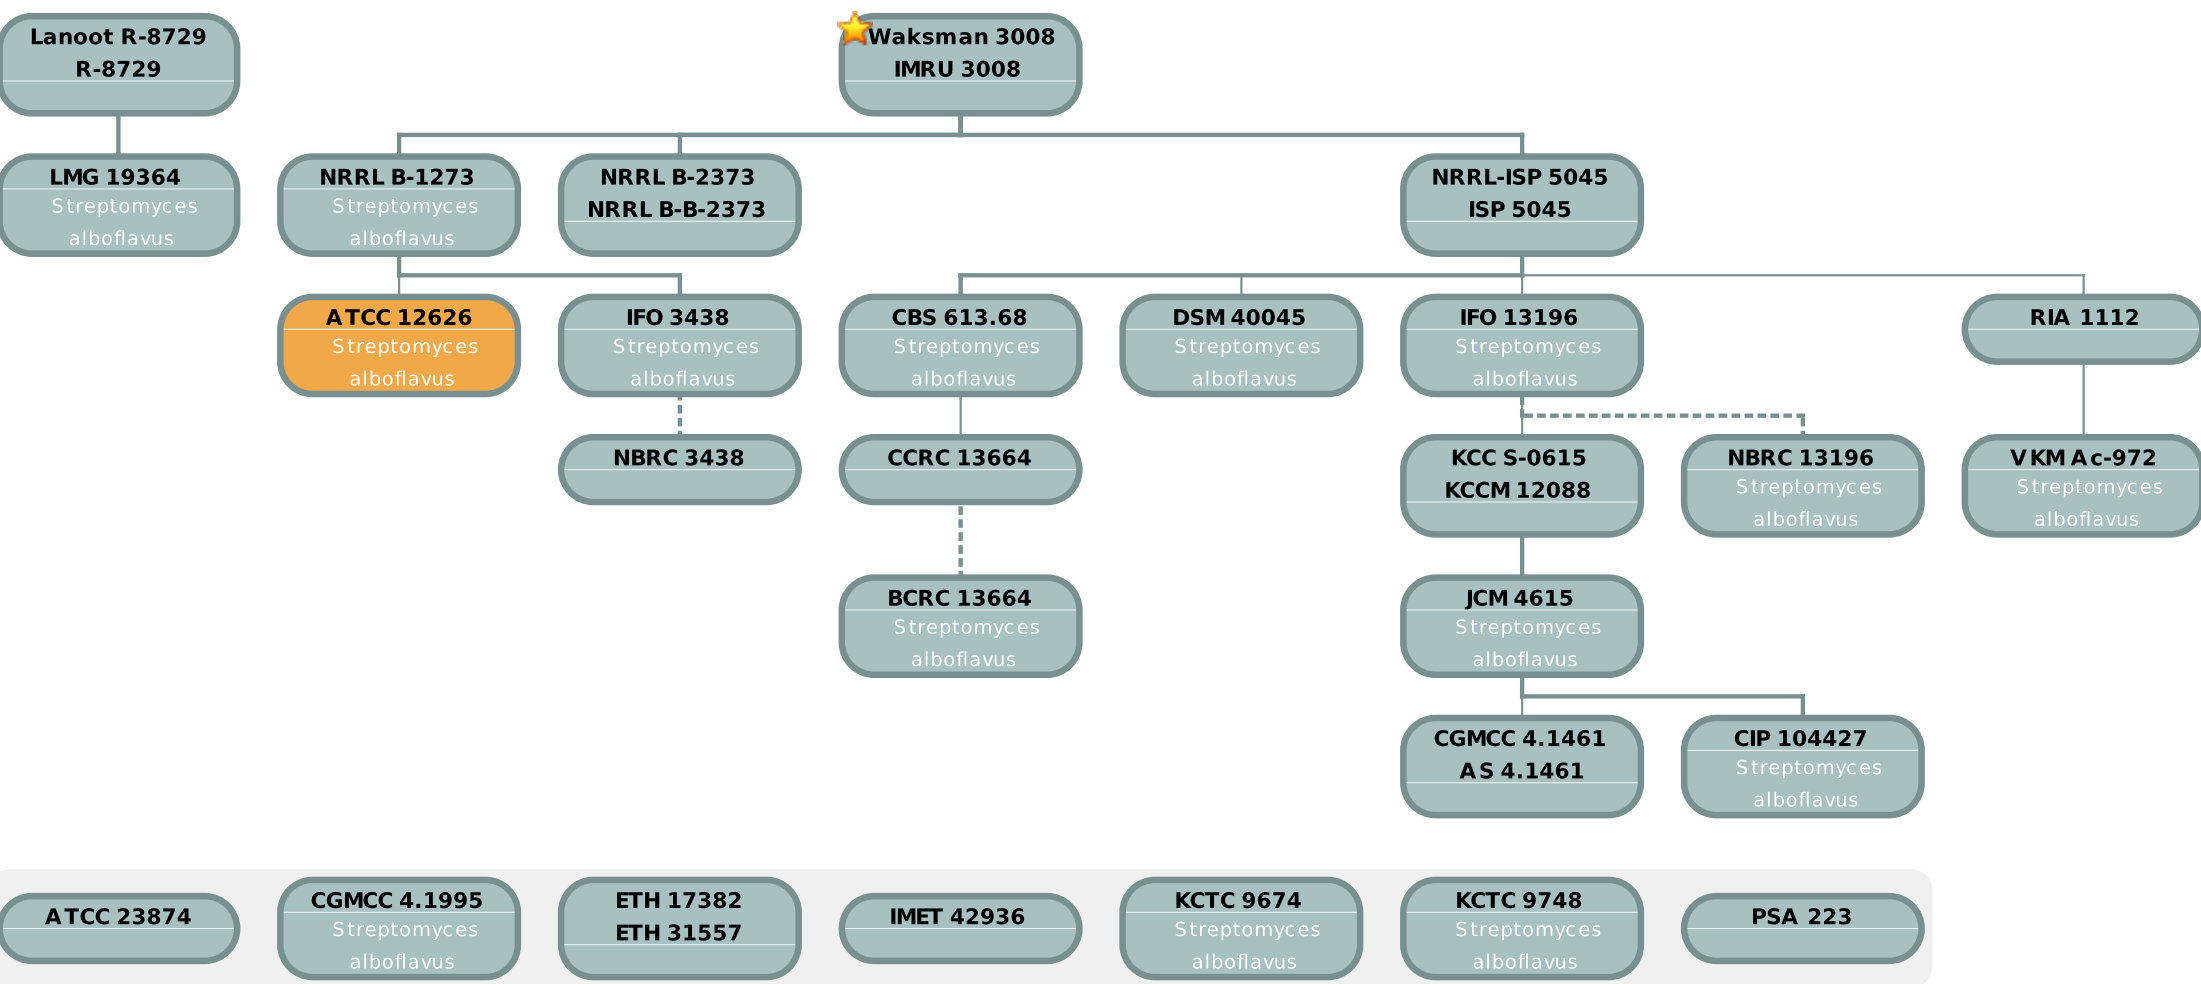 Lanoot R-8729
R-8729
Waksman 3008
IMRU 3008
LMG 19364
Streptomyces
alboflavus
NRRL B-1273
Streptomyces
alboflavus
NRRL B-2373
NRRL B-B-2373
NRRL-ISP 5045
ISP 5045
ATCC 12626
Streptomyces
alboflavus
IFO 3438
Streptomyces
alboflavus
CBS 613.68
Streptomyces
alboflavus
DSM 40045
Streptomyces
alboflavus
IFO 13196
Streptomyces
alboflavus
RIA 1112
NBRC 3438
CCRC 13664
KCC S-0615
KCCM 12088
NBRC 13196
Streptomyces
alboflavus
VKM Ac-972
Streptomyces
alboflavus
BCRC 13664
Streptomyces
alboflavus
JCM 4615
Streptomyces
alboflavus
CGMCC 4.1461
AS 4.1461
CIP 104427
Streptomyces
alboflavus
ATCC 23874
CGMCC 4.1995
Streptomyces
alboflavus
ETH 17382
ETH 31557
IMET 42936
KCTC 9674
Streptomyces
alboflavus
KCTC 9748
Streptomyces
alboflavus
PSA 223